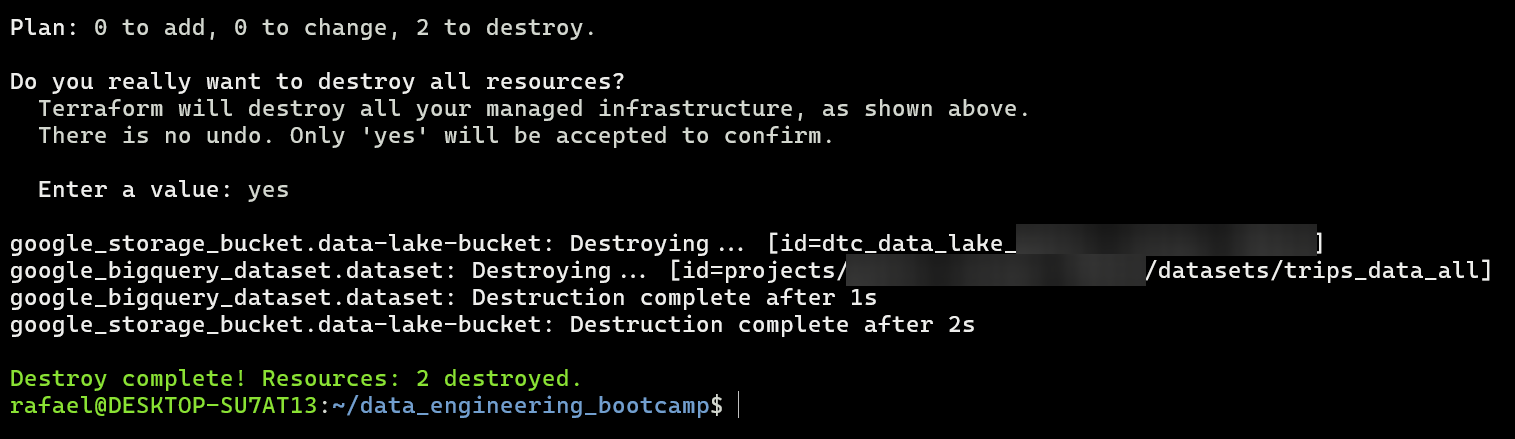 Plan: 0 to add, 0 to change, 2 to destroy.
Do you really want to destroy all resources?
Terraform will destroy all your managed infrastructure, as shown above.
There is no undo. Only 'yes' will be accepted to confirm.
Enter a value: yes
google_storage_bucket.data-lake-bucket: Destroying... [id=dtc_data_lake_]
google_bigquery_dataset.dataset: Destroying... [id=projects/ /datasets/trips_data_all]
google_bigquery_dataset.dataset: Destruction complete after 1s
google_storage_bucket.data-lake-bucket: Destruction complete after 2s
Destroy complete! Resources: 2 destroyed.
rafael@DESKTOP-SU7AT13:~/data_engineering_bootcamp$